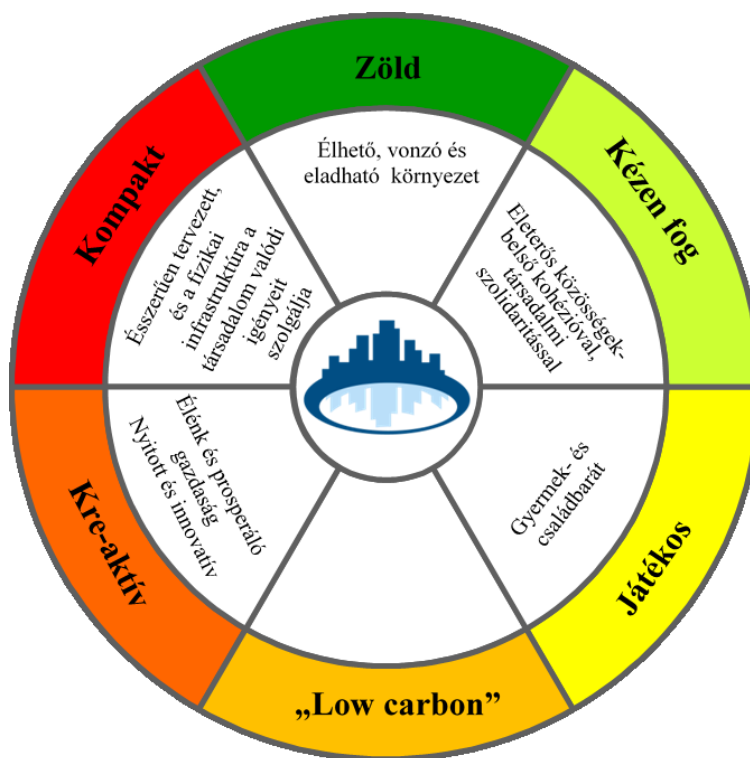 Zöld
Élhető, vonzó és
eladható környezet
Kézen fog
Eleterős közösségek-
belső kohézióval,
társadalmi
szolidaritással
Játékos
Gyermek- és
családbarát
„Low carbon”
Kre-aktív
Élénk és prosperáló
gazdaság
Nyitott és innovatív
Kompakt
Ésszerűen tervezett,
és a fizikai
infrastruktúra a
társadalom valódi
igényeit
szolgálja